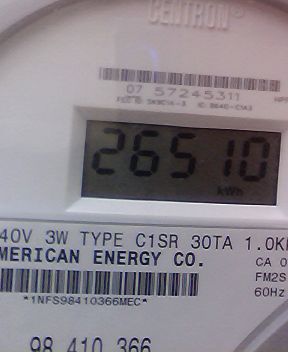 CENTRON®
07 57245311
26510
kWh
40V 3W TYPE C1SR 30TA 1.0K
MERICAN ENERGY CO.
CA 0
FM2S
60Hz
*1NFS98410366MEC*
98 410 366